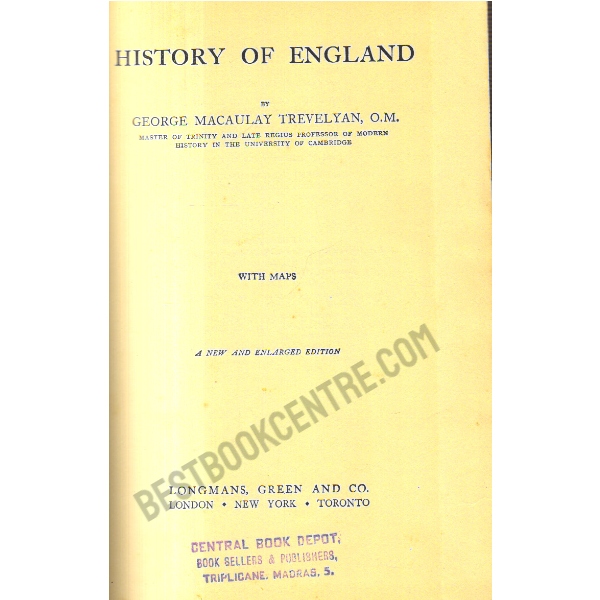 HISTORY OF ENGLAND
BY
GEORGE MACAULAY TREVELYAN, O.M.
MASTER OF TRINITY AND LATE REGIUS PROFESSOR OF MODERN
HISTORY IN THE UNIVERSITY OF CAMBRIDGE
WITH MAPS
A NEW AND ENLARGED EDITION
BESTBOOKCENTRE.COM
LONGMANS, GREEN AND CO.
LONDON • NEW YORK • TORONTO
CENTRAL BOOK DEPOT,
BOOK SELLERS & PUBLISHERS,
TRIPLICANE, MADRAS, 5.